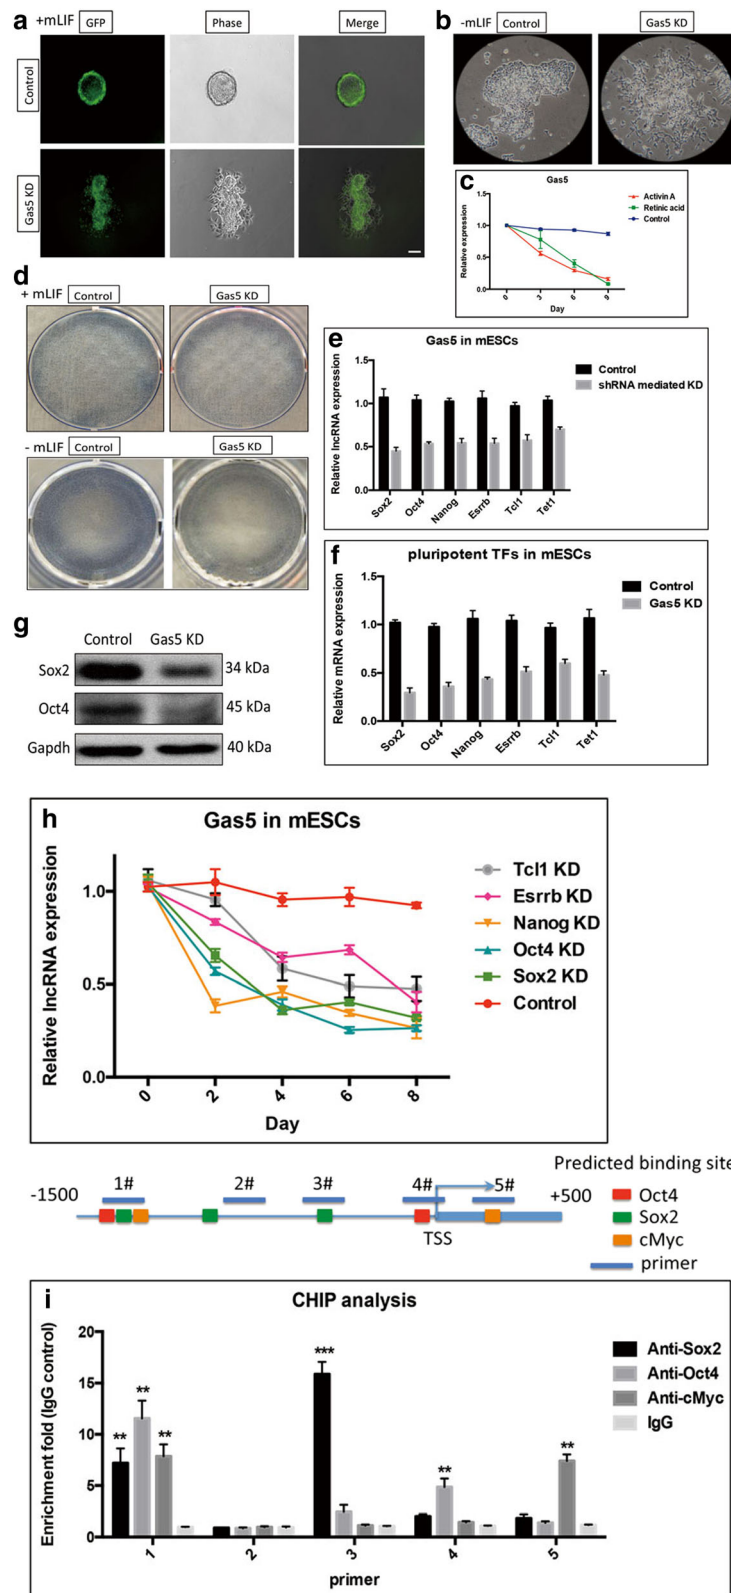 a
+mLIF
GFP
Phase
Merge
Control
Gas5 KD
b
-mLIF
Control
Gas5 KD
c
Gas5
Relative expression
1.5
1.0
0.5
0.0
0
3
6
9
Day
Activin A
Retinic acid
Control
d
+ mLIF
Control
Gas5 KD
- mLIF
Control
Gas5 KD
e
Gas5 in mESCs
Relative lncRNA expression
1.5
1.0
0.5
0.0
Sox2
Oct4
Nanog
Esrrb
Tcl1
Tet1
Control
shRNA mediated KD
f
pluripotent TFs in mESCs
Relative mRNA expression
1.5
1.0
0.5
0.0
Sox2
Oct4
Nanog
Esrrb
Tcl1
Tet1
Control
Gas5 KD
g
Control Gas5 KD
Sox2
34 kDa
Oct4
45 kDa
Gapdh
40 kDa
h
Gas5 in mESCs
Relative lncRNA expression
1.0
0.5
0.0
0
2
4
6
8
Day
Tcl1 KD
Esrrb KD
Nanog KD
Oct4 KD
Sox2 KD
Control
-1500
1#
2#
3#
4#
5#
+500
TSS
Predicted binding site
Oct4
Sox2
cMyc
primer
i
CHIP analysis
Enrichment fold (IgG control)
20
15
10
5
0
**
**
**
***
**
**
1
2
3
4
5
primer
Anti-Sox2
Anti-Oct4
Anti-cMyc
IgG